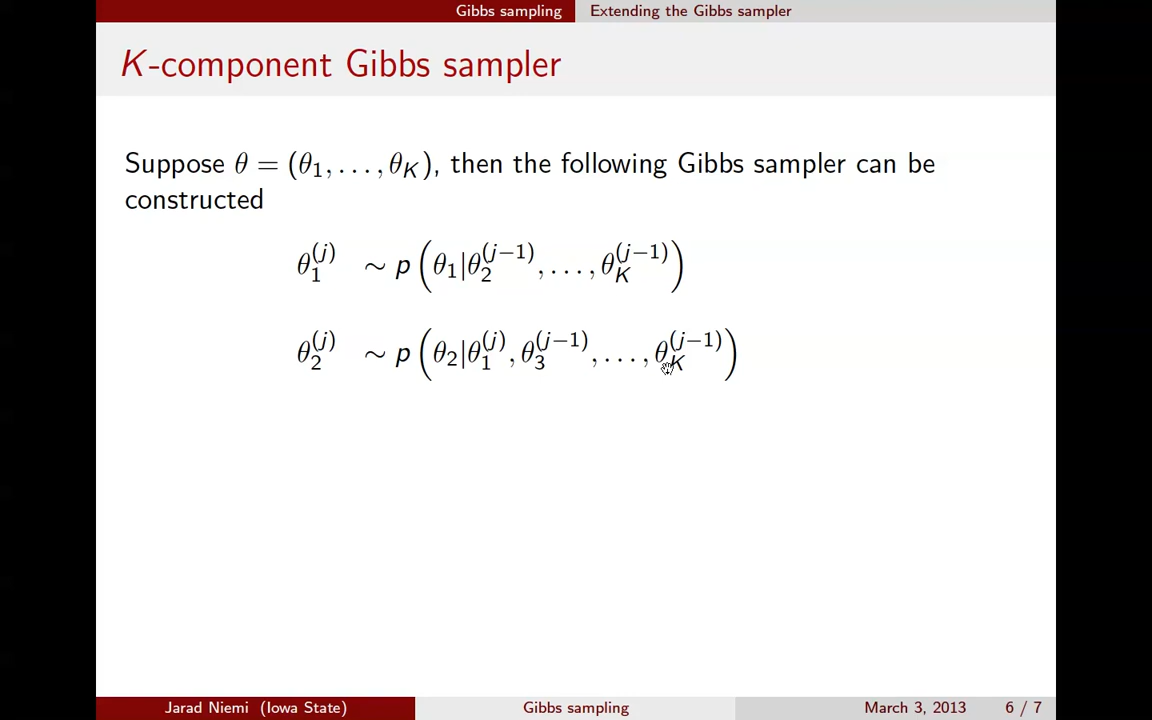 Gibbs sampling Extending the Gibbs sampler
K-component Gibbs sampler
Suppose θ = (θ₁, . . . , θ_K), then the following Gibbs sampler can be
constructed
θ₁^(j) ∼ p(θ₁|θ₂^(j−1), . . . , θ_K^(j−1))
θ₂^(j) ∼ p(θ₂|θ₁^(j), θ₃^(j−1), . . . , θ_K^(j−1))
Jarad Niemi (Iowa State) Gibbs sampling March 3, 2013 6 / 7